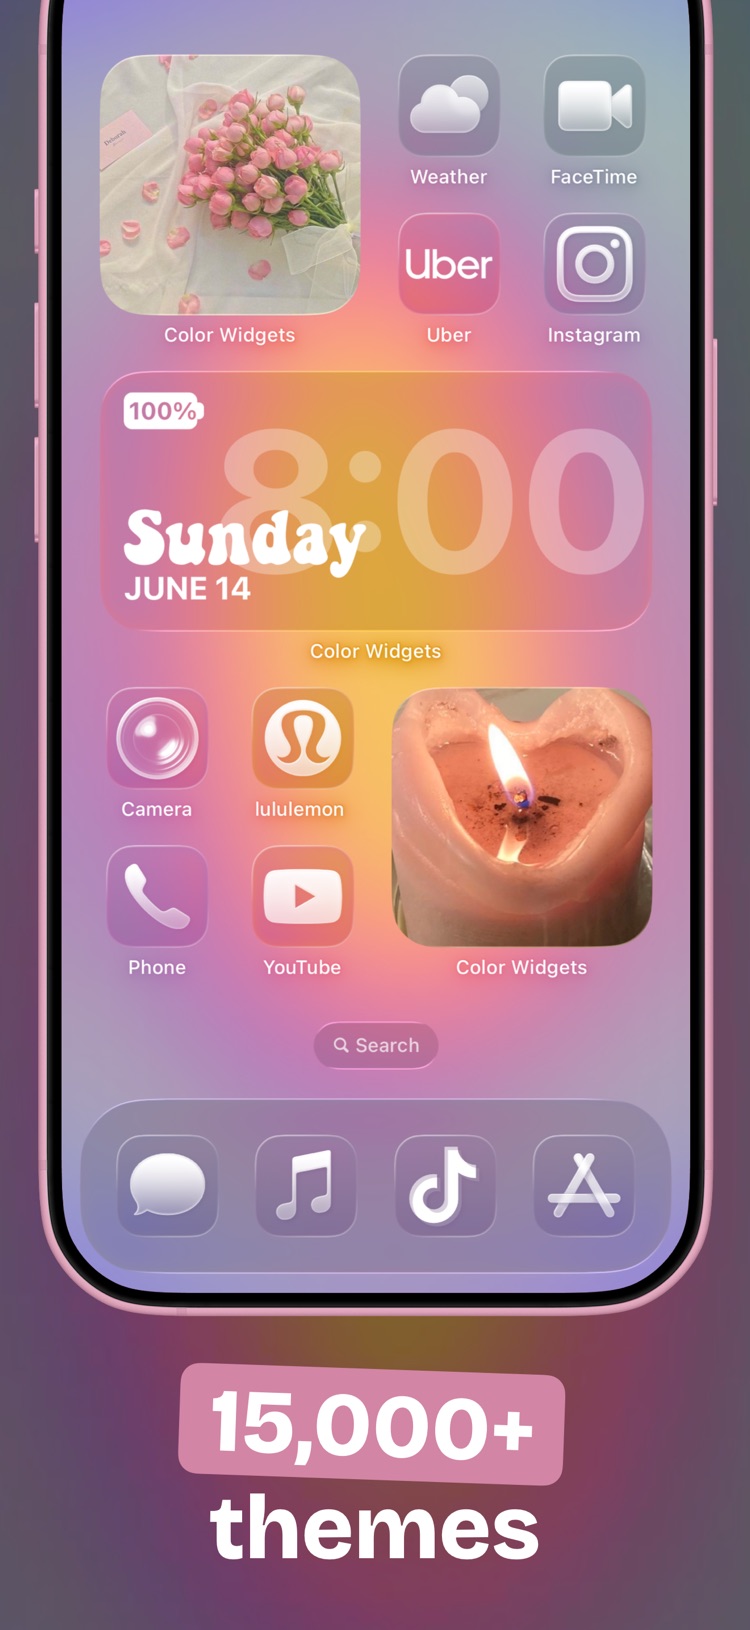 Deborah
Weather
FaceTime
Uber
Color Widgets
Uber
Instagram
100%
8:00
Sunday
JUNE 14
Color Widgets
Camera
lululemon
Phone
YouTube
Color Widgets
Search
15,000+
themes